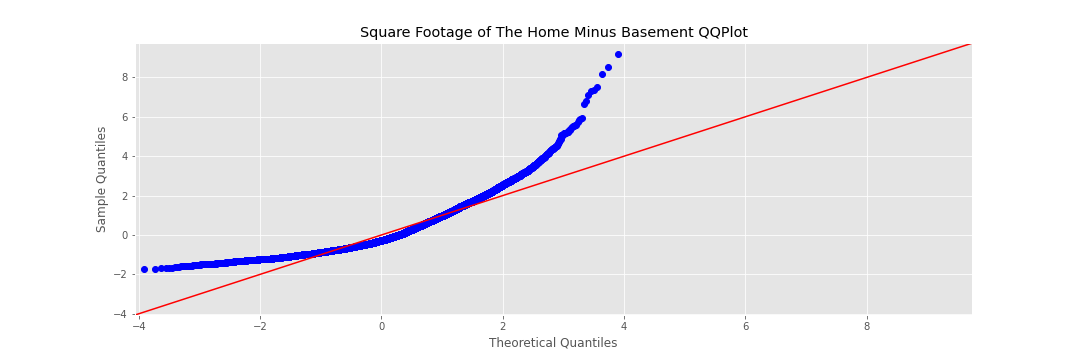 Square Footage of The Home Minus Basement QQPlot
8
6
4
2
0
−2
−4
Sample Quantiles
−4 −2 0 2 4 6 8
Theoretical Quantiles